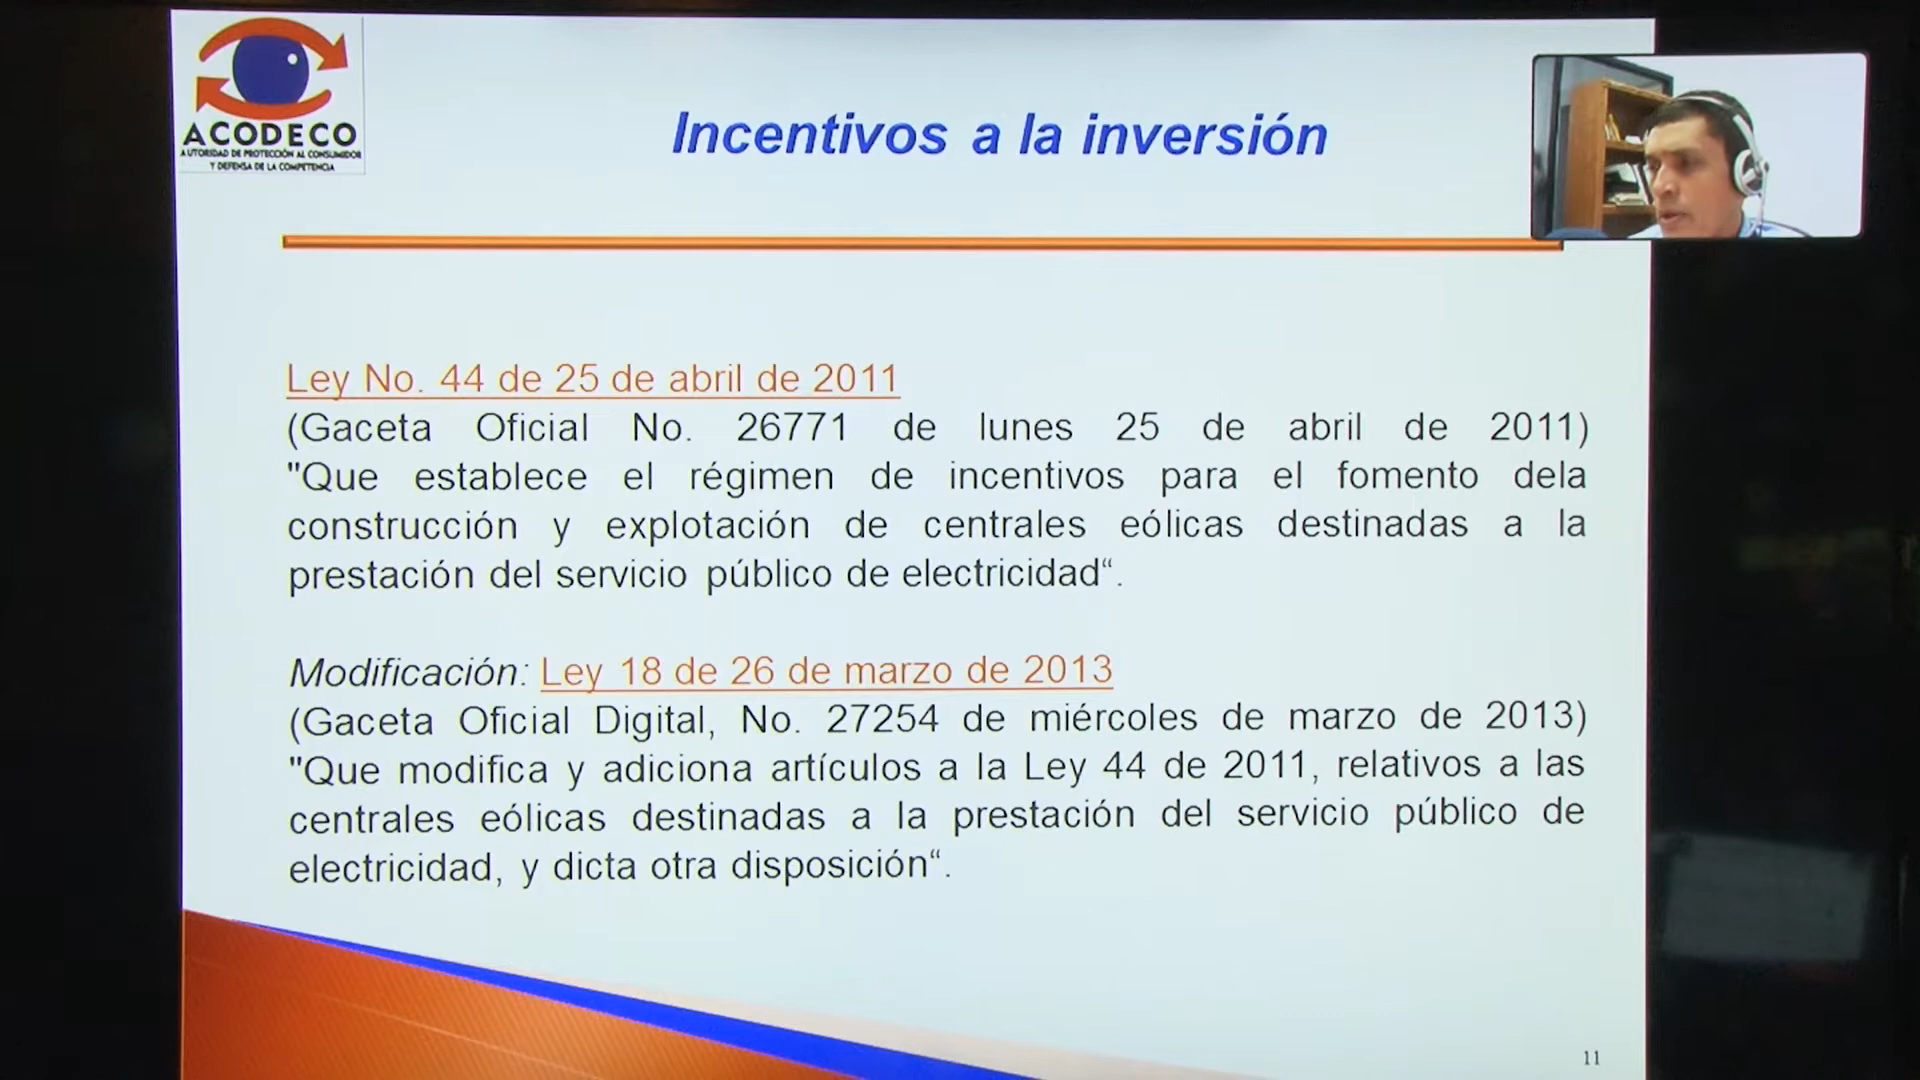 ACODECO
AUTORIDAD DE PROTECCIÓN AL CONSUMIDOR
Y DEFENSA DE LA COMPETENCIA
Incentivos a la inversión
Ley No. 44 de 25 de abril de 2011
(Gaceta Oficial No. 26771 de lunes 25 de abril de 2011)
"Que establece el régimen de incentivos para el fomento dela
construcción y explotación de centrales eólicas destinadas a la
prestación del servicio público de electricidad“.
Modificación: Ley 18 de 26 de marzo de 2013
(Gaceta Oficial Digital, No. 27254 de miércoles de marzo de 2013)
"Que modifica y adiciona artículos a la Ley 44 de 2011, relativos a las
centrales eólicas destinadas a la prestación del servicio público de
electricidad, y dicta otra disposición“.
11